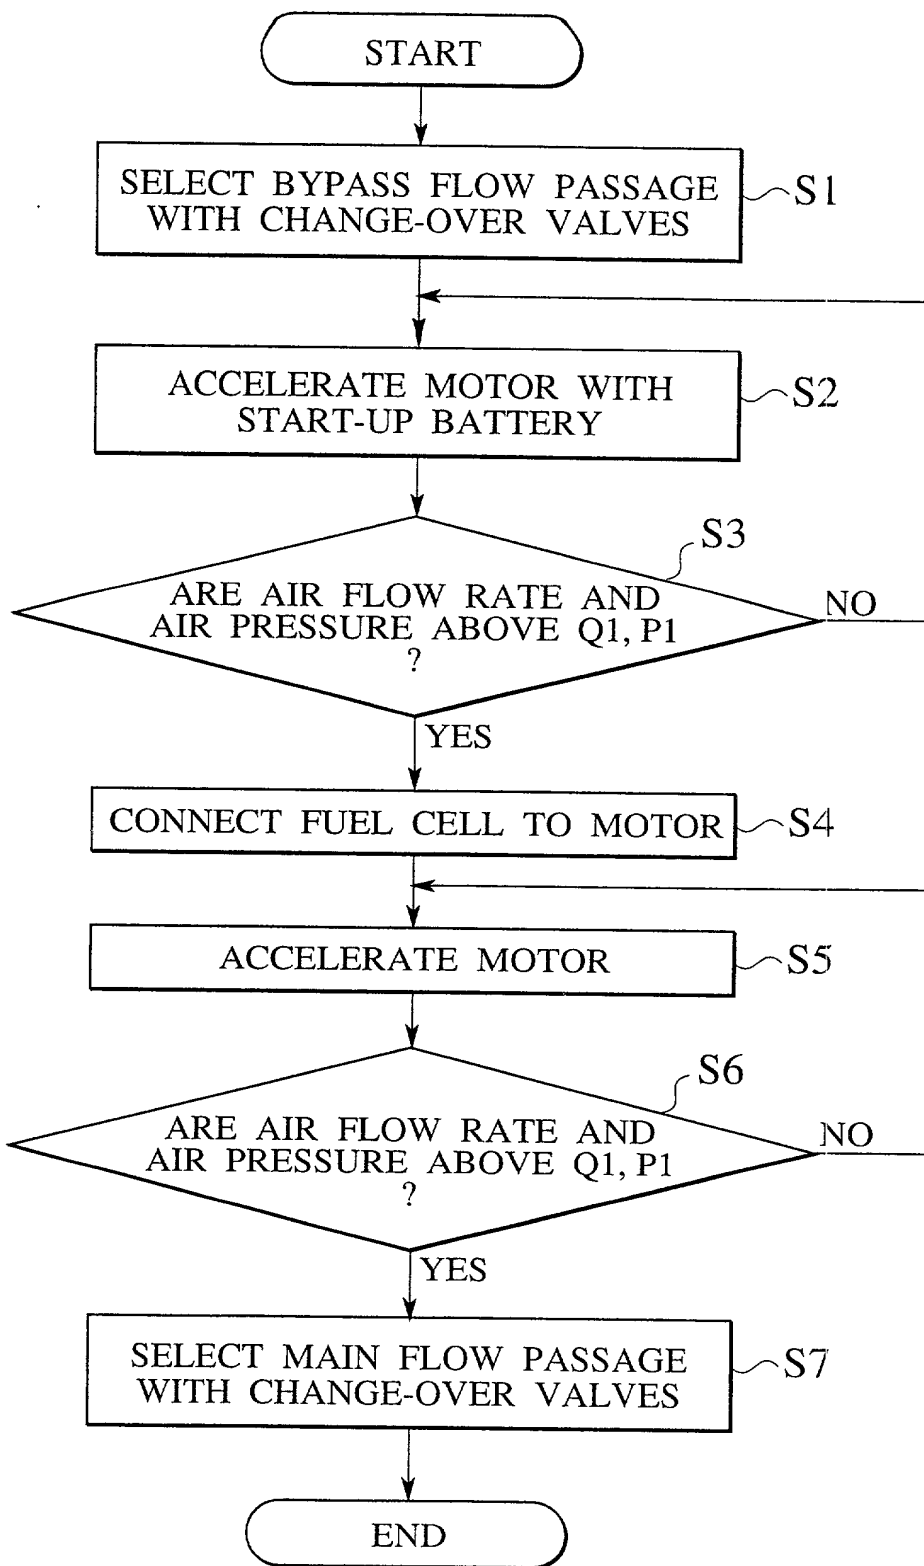 START
SELECT BYPASS FLOW PASSAGE
WITH CHANGE-OVER VALVES
S1
ACCELERATE MOTOR WITH
START-UP BATTERY
S2
S3
ARE AIR FLOW RATE AND
AIR PRESSURE ABOVE Q1, P1
?
NO
YES
CONNECT FUEL CELL TO MOTOR
S4
ACCELERATE MOTOR
S5
S6
ARE AIR FLOW RATE AND
AIR PRESSURE ABOVE Q1, P1
?
NO
YES
SELECT MAIN FLOW PASSAGE
WITH CHANGE-OVER VALVES
S7
END